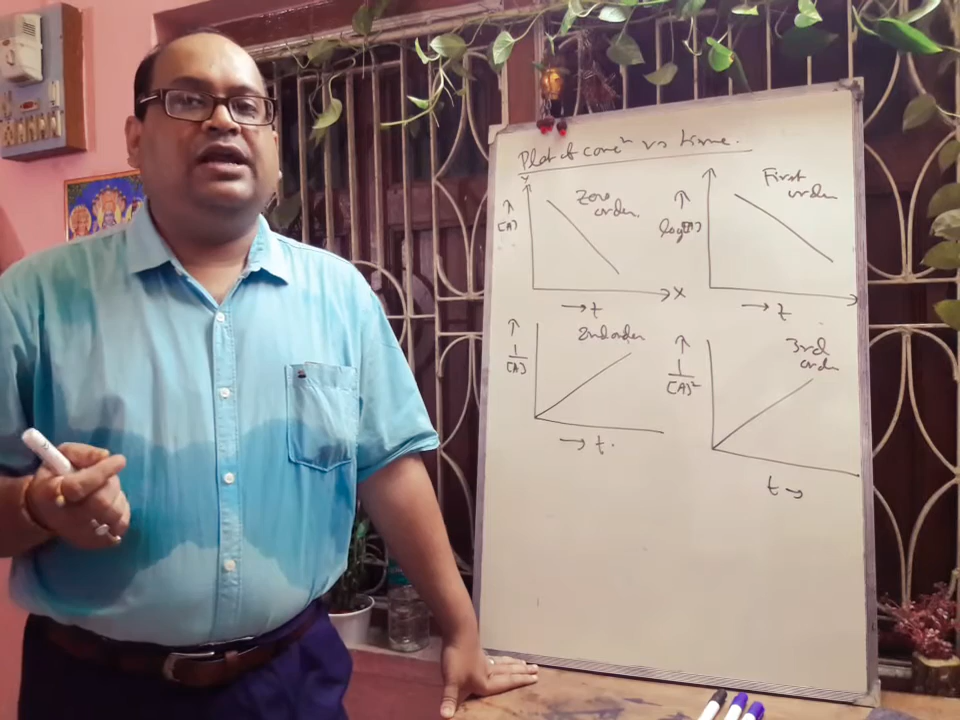 Plot of concⁿ vs time.
Y
↑
[A]
Zero
order.
→ t
X
↑
log[A]
First
order
→ t
↑
1
[A]
2nd order
→ t.
↑
1
[A]²
3rd
order
t →